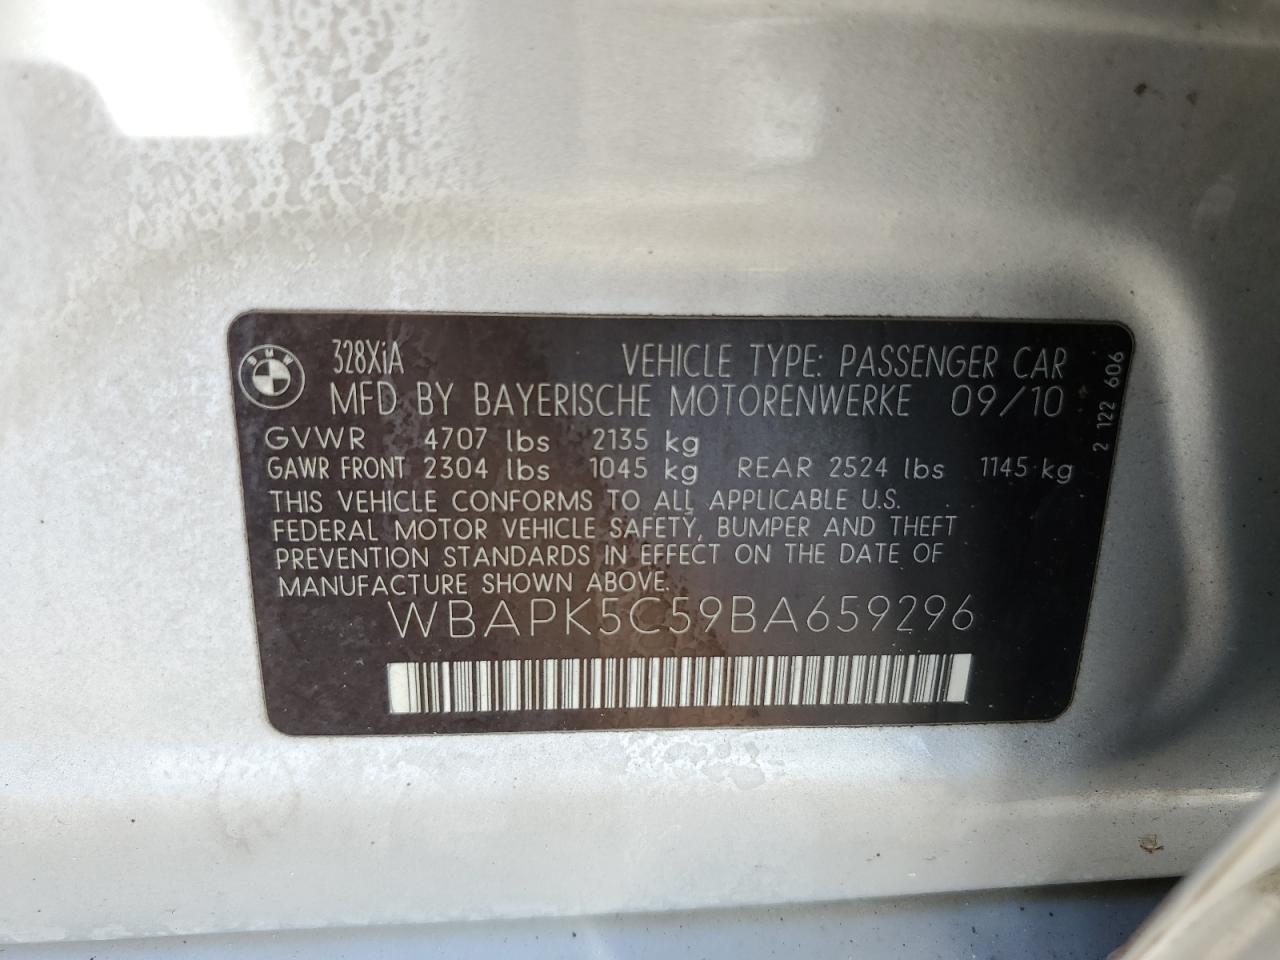 BMW
328XiA VEHICLE TYPE: PASSENGER CAR
MFD BY BAYERISCHE MOTORENWERKE 09/10
GVWR 4707 lbs 2135 kg
GAWR FRONT 2304 lbs 1045 kg REAR 2524 lbs 1145 kg
THIS VEHICLE CONFORMS TO ALL APPLICABLE U.S.
FEDERAL MOTOR VEHICLE SAFETY, BUMPER AND THEFT
PREVENTION STANDARDS IN EFFECT ON THE DATE OF
MANUFACTURE SHOWN ABOVE.
WBAPK5C59BA659296
2 122 606